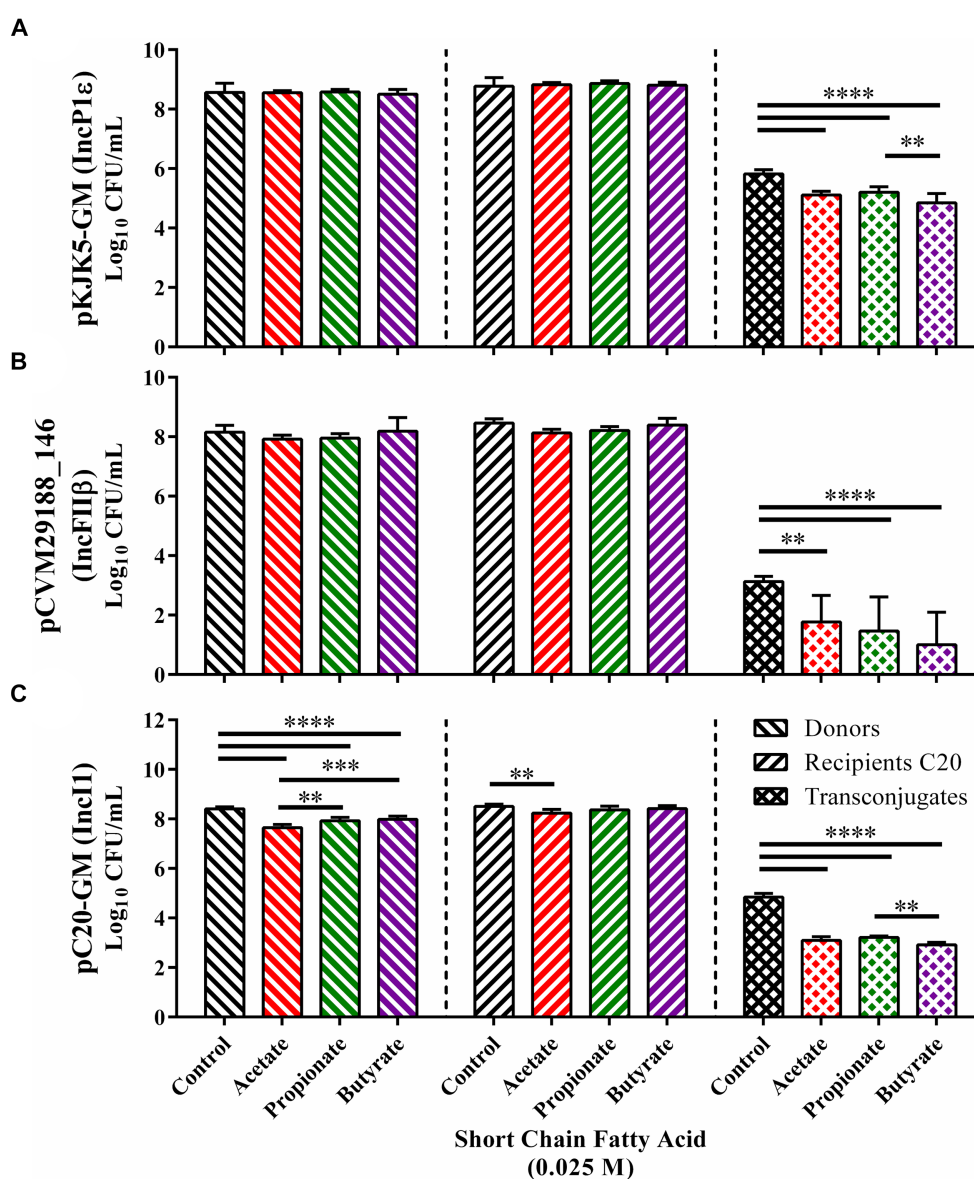 A
pKJK5-GM (IncP1ε)
Log10 CFU/mL
10
8
6
4
2
0
****
**
B
pCVM29188_146
(IncFIIβ)
Log10 CFU/mL
10
8
6
4
2
0
****
**
C
pC20-GM (IncI1)
Log10 CFU/mL
12
10
8
6
4
2
0
****
***
**
**
Donors
Recipients C20
Transconjugates
****
**
Control
Acetate
Propionate
Butyrate
Control
Acetate
Propionate
Butyrate
Control
Acetate
Propionate
Butyrate
Short Chain Fatty Acid
(0.025 M)